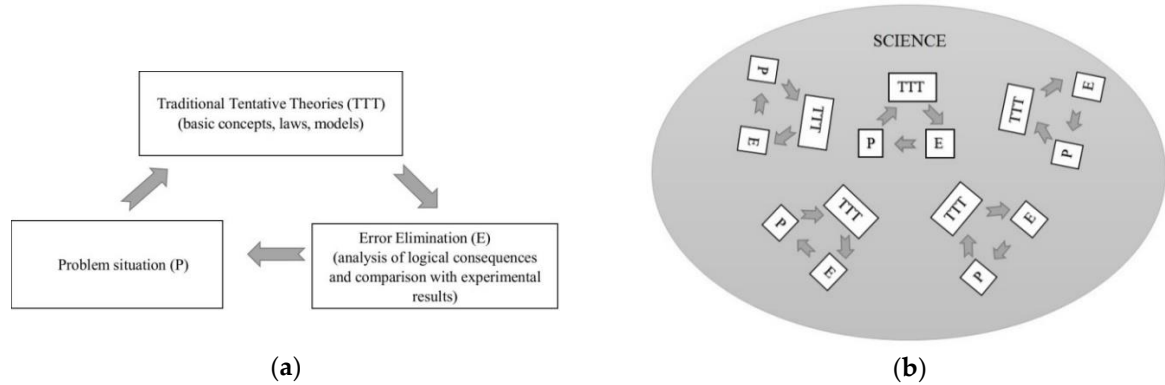 Traditional Tentative Theories (TTT)
(basic concepts, laws, models)
Problem situation (P)
Error Elimination (E)
(analysis of logical consequences
and comparison with experimental
results)
(a)
SCIENCE
P
TTT
E
TTT
P
E
TTT
E
P
P
TTT
E
TTT
E
P
(b)